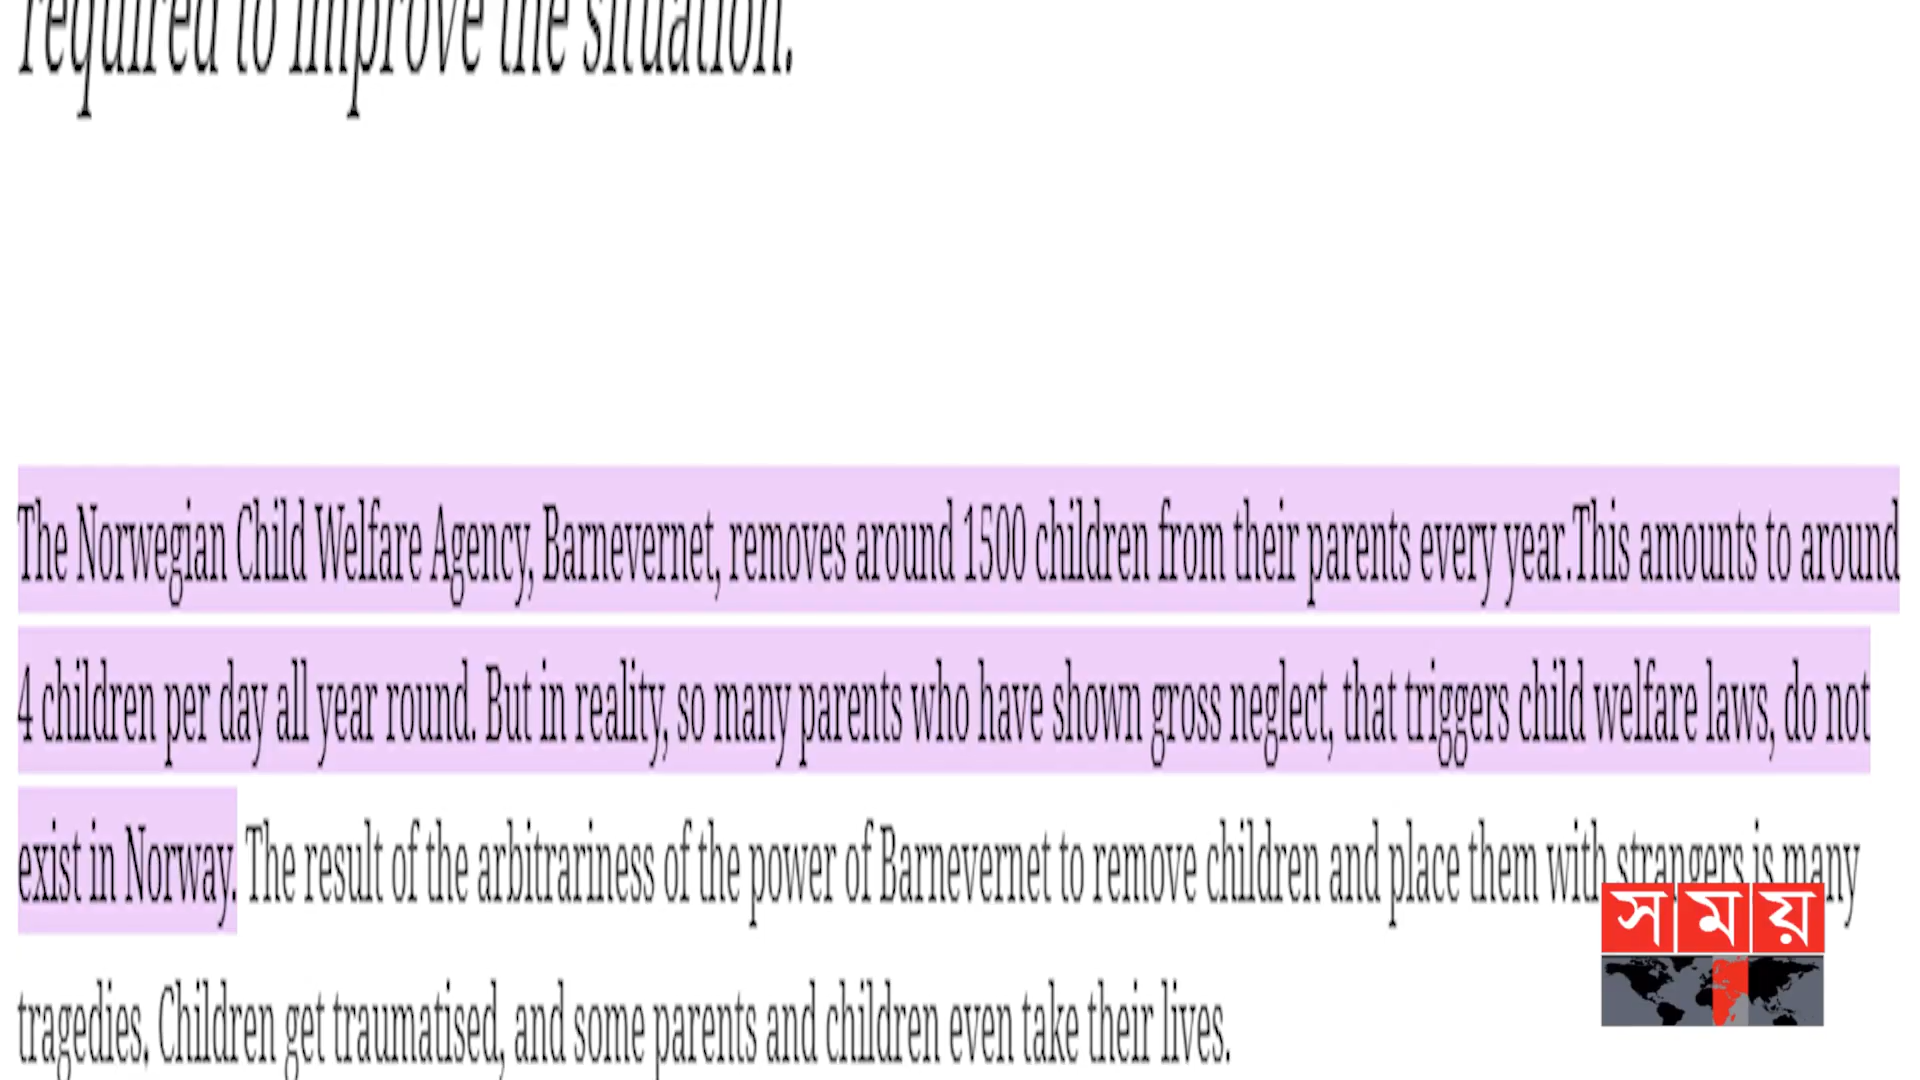 required to improve the situation.
The Norwegian Child Welfare Agency, Barnevernet, removes around 1500 children from their parents every year.This amounts to around
4 children per day all year round. But in reality, so many parents who have shown gross neglect, that triggers child welfare laws, do not
exist in Norway. The result of the arbitrariness of the power of Barnevernet to remove children and place them with strangers is many
tragedies. Children get traumatised, and some parents and children even take their lives.
সময়